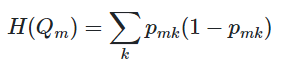 H(Q_m) = \sum_k p_{mk}(1 - p_{mk})